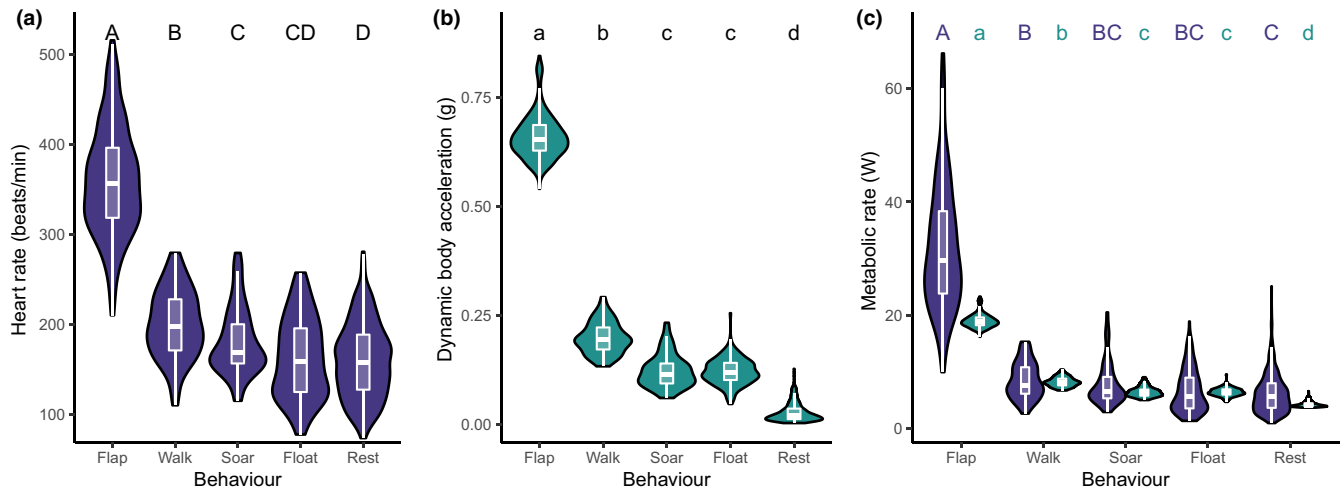 (a)
A B C CD D
500
400
300
200
100
Heart rate (beats/min)
Flap Walk Soar Float Rest
Behaviour
(b)
a b c c d
0.75
0.50
0.25
0.00
Dynamic body acceleration (g)
Flap Walk Soar Float Rest
Behaviour
(c)
A a B b BC c BC c C d
60
40
20
0
Metabolic rate (W)
Flap Walk Soar Float Rest
Behaviour